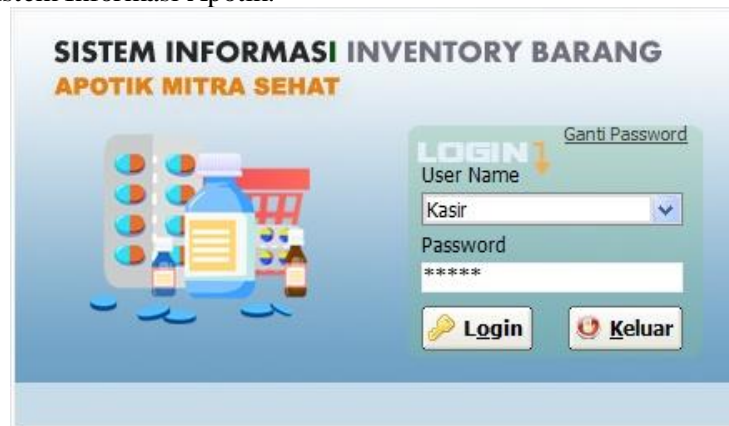 SISTEM INFORMASI INVENTORY BARANG
APOTIK MITRA SEHAT
Ganti Password
LOGIN
User Name
Kasir
Password
*****
Login
Keluar